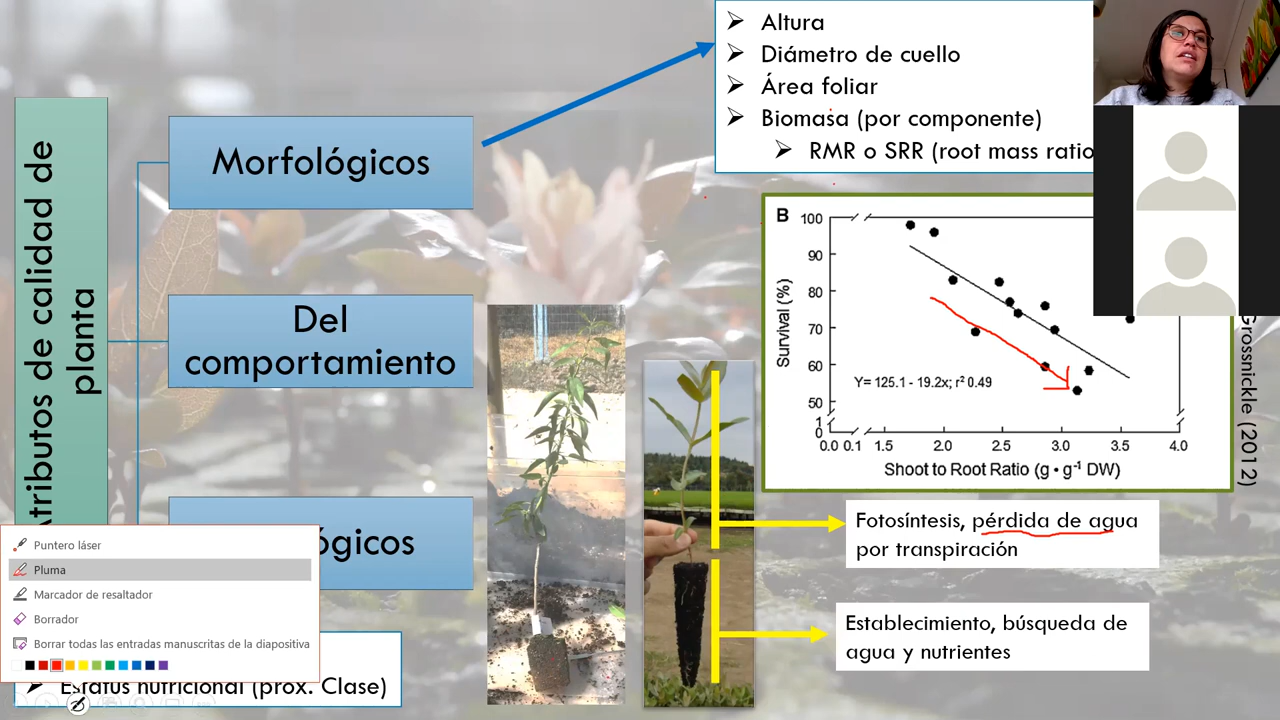 Atributos de calidad de
planta
Morfológicos
Del
comportamiento
ógicos
Altura
Diámetro de cuello
Área foliar
Biomasa (por componente)
RMR o SRR (root mass ratio
B
100
90
80
70
60
50
1
0
Survival (%)
Y= 125.1 - 19.2x; r² 0.49
0.0 0.1 1.5 2.0 2.5 3.0 3.5 4.0
Shoot to Root Ratio (g • g⁻¹ DW)
Grosnickle (2012)
Fotosíntesis, pérdida de agua
por transpiración
Establecimiento, búsqueda de
agua y nutrientes
Puntero láser
Pluma
Marcador de resaltador
Borrador
Borrar todas las entradas manuscritas de la diapositiva
Estatus nutricional (próx. Clase)